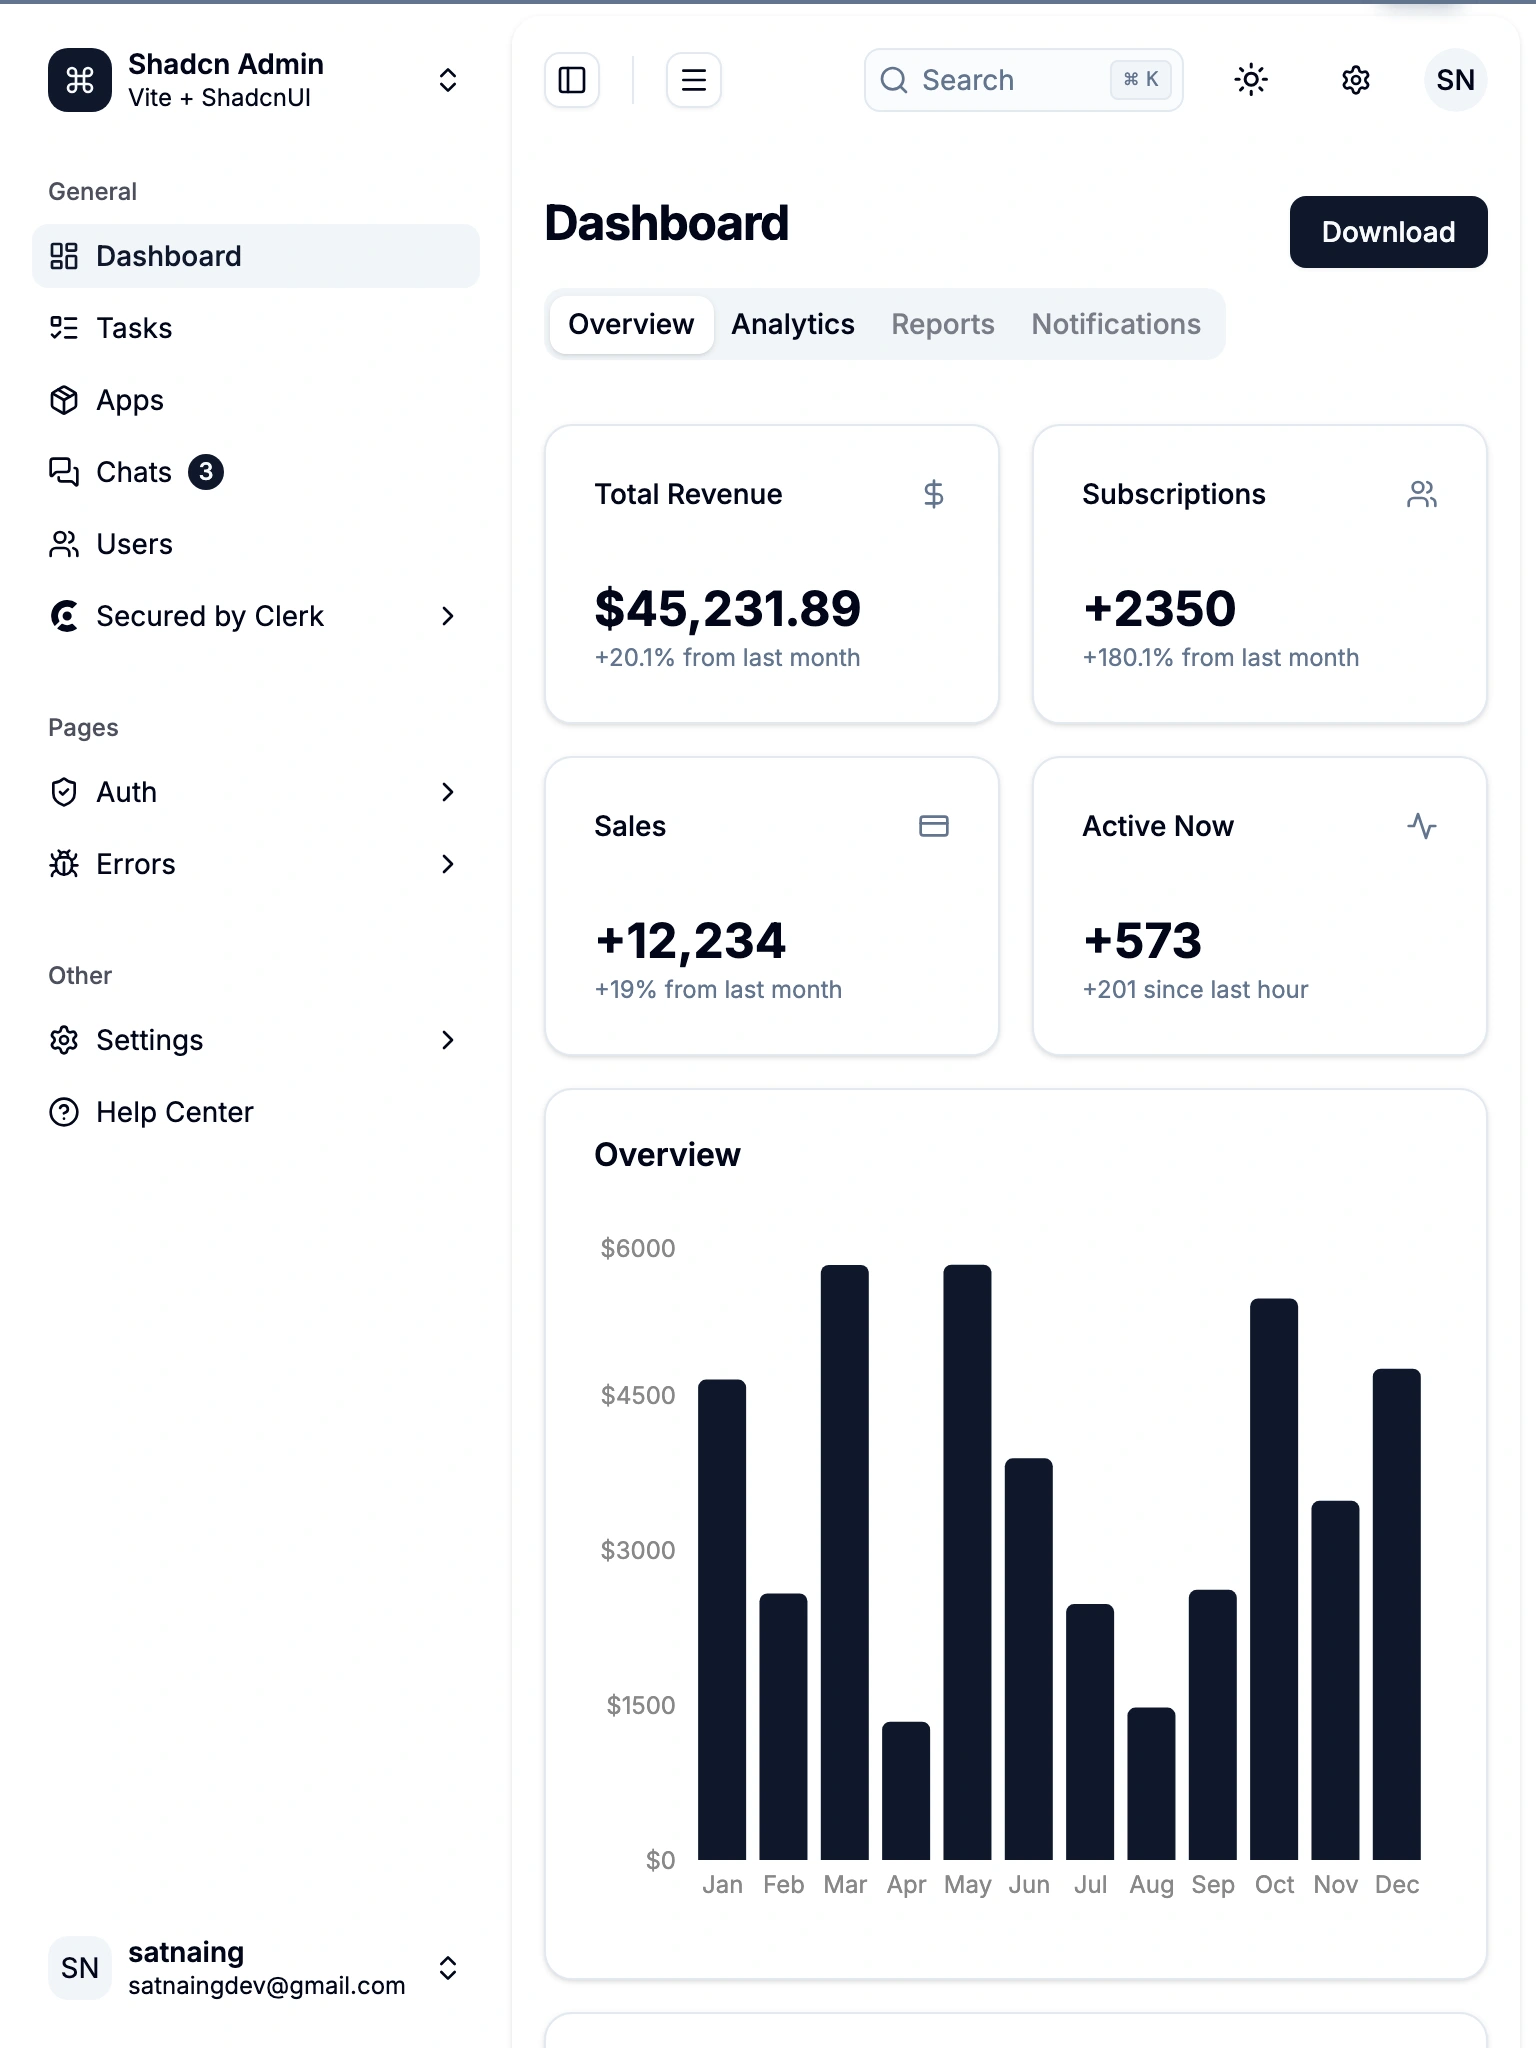 Shadcn Admin
Vite + ShadcnUI
General
Dashboard
Tasks
Apps
Chats 3
Users
Secured by Clerk
Pages
Auth
Errors
Other
Settings
Help Center
SN
satnaing
satnaingdev@gmail.com
Search ⌘ K
SN
Dashboard
Download
Overview Analytics Reports Notifications
Total Revenue
$45,231.89
+20.1% from last month
Subscriptions
+2350
+180.1% from last month
Sales
+12,234
+19% from last month
Active Now
+573
+201 since last hour
Overview
$6000
$4500
$3000
$1500
$0
Jan Feb Mar Apr May Jun Jul Aug Sep Oct Nov Dec